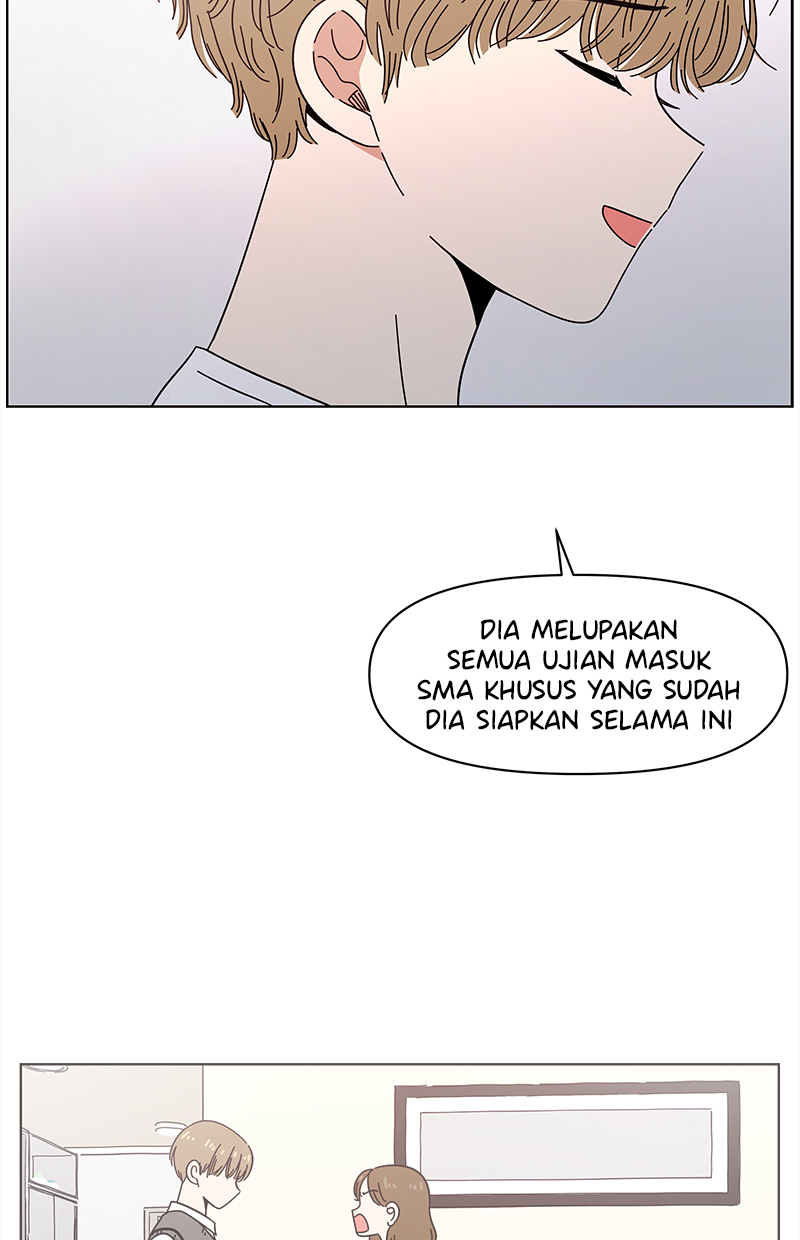 DIA MELUPAKAN
SEMUA UJIAN MASUK
SMA KHUSUS YANG SUDAH
DIA SIAPKAN SELAMA INI